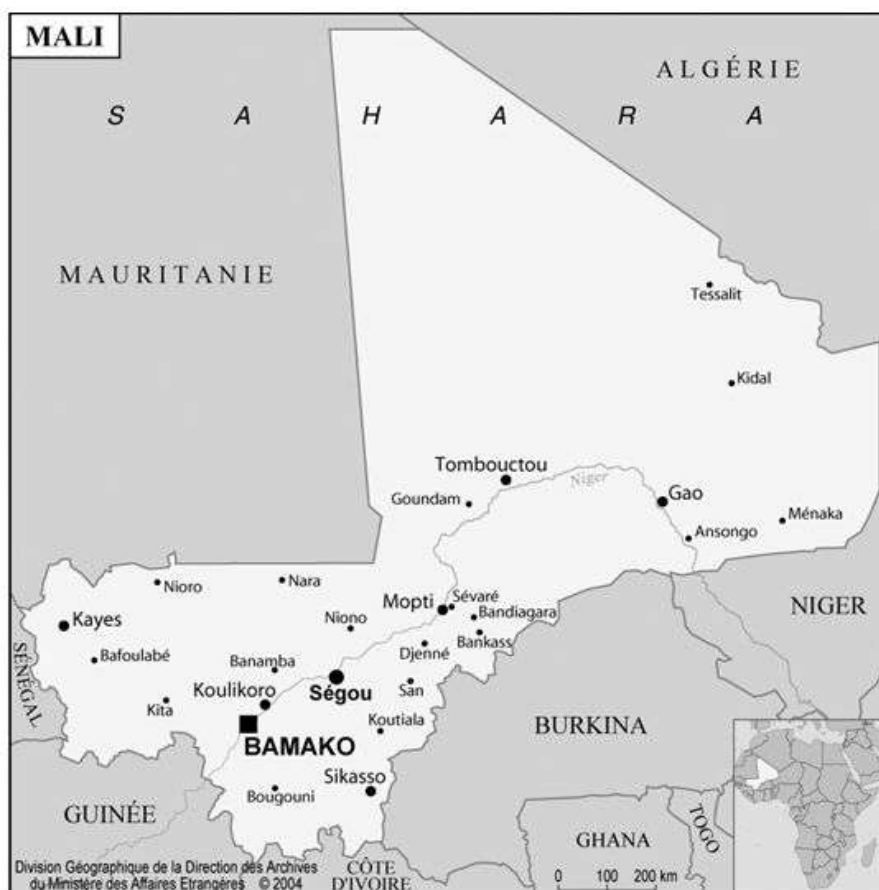 MALI
ALGÉRIE
S A H A R A
MAURITANIE
Tessalit
Kidal
Tombouctou
Niger
Goundam
Gao
Ménaka
Ansongo
Nioro
Nara
Mopti
Sévaré
Bandiagara
NIGER
Kayes
Niono
Bankass
Djenné
SÉNÉGAL
Bafoulabé
Banamba
Ségou
San
Koulikoro
Kita
Koutiala
BURKINA
BAMAKO
Sikasso
Bougouni
GUINÉE
GHANA
TOGO
Division Géographique de la Direction des Archives
du Ministère des Affaires Etrangères © 2004
CÔTE
D'IVOIRE
0 100 200 km